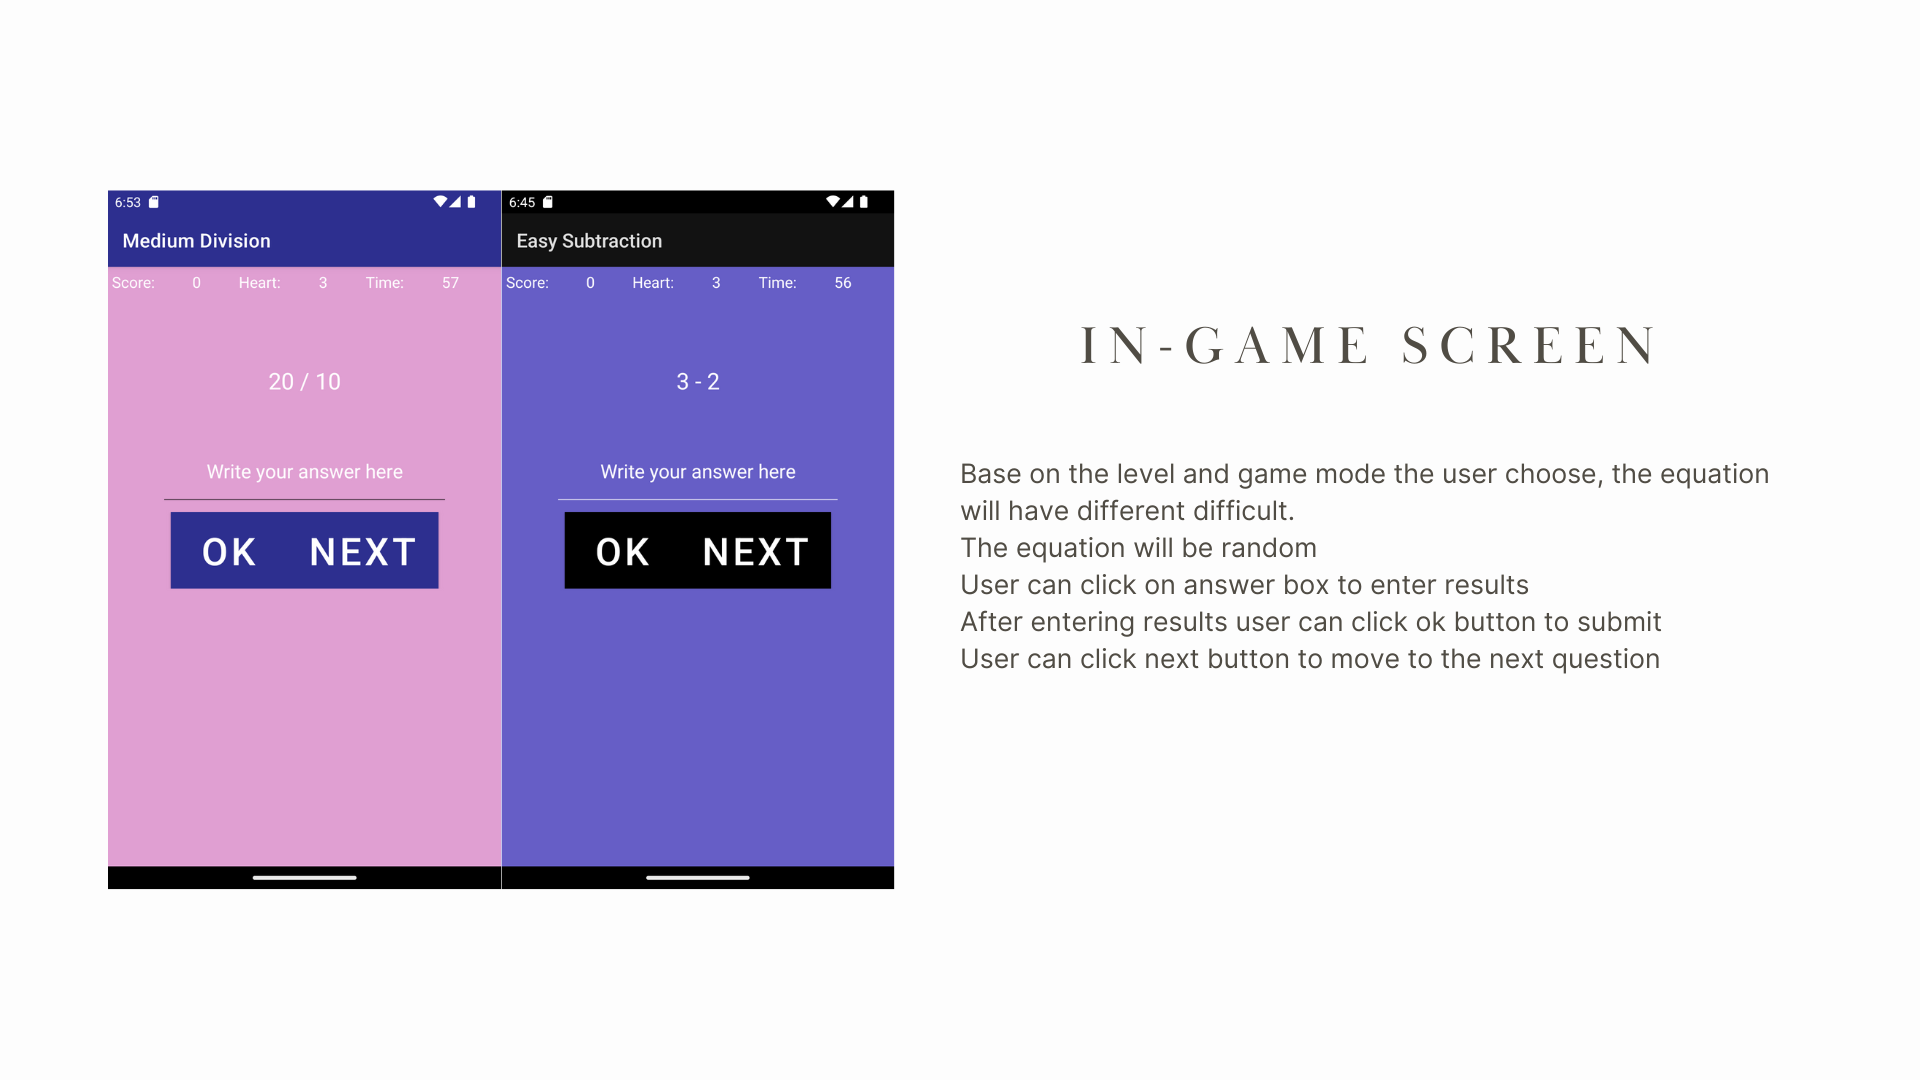 6:53
Medium Division
Score: 0 Heart: 3 Time: 57
20 / 10
Write your answer here
OK NEXT
6:45
Easy Subtraction
Score: 0 Heart: 3 Time: 56
3 - 2
Write your answer here
OK NEXT
IN-GAME SCREEN
Base on the level and game mode the user choose, the equation
will have different difficult.
The equation will be random
User can click on answer box to enter results
After entering results user can click ok button to submit
User can click next button to move to the next question